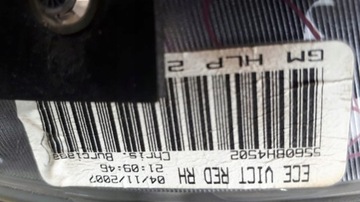 ECE VICT RED RH
04/11/2007
21:09:46
5560BH4502
Chris. Burciaga
GM HLP 2